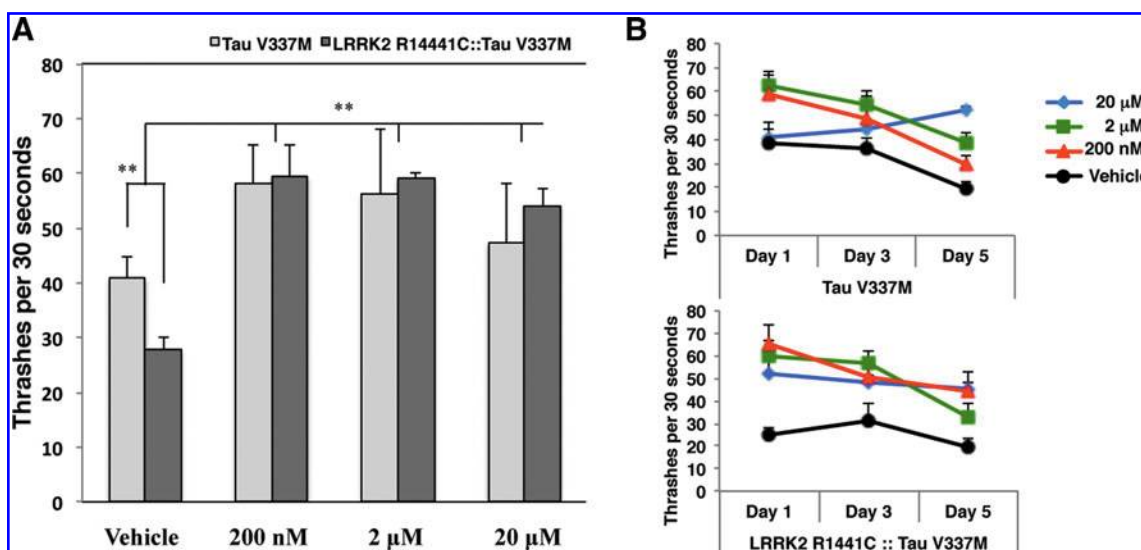 A
Tau V337M LRRK2 R14441C::Tau V337M
Thrashes per 30 seconds
80
70
60
50
40
30
20
10
0
**
**
Vehicle 200 nM 2 µM 20 µM
B
Thrashes per 30 seconds
80
70
60
50
40
30
20
10
0
Day 1 Day 3 Day 5
Tau V337M
20 µM
2 µM
200 nM
Vehicle
Thrashes per 30 seconds
80
70
60
50
40
30
20
10
0
Day 1 Day 3 Day 5
LRRK2 R1441C :: Tau V337M